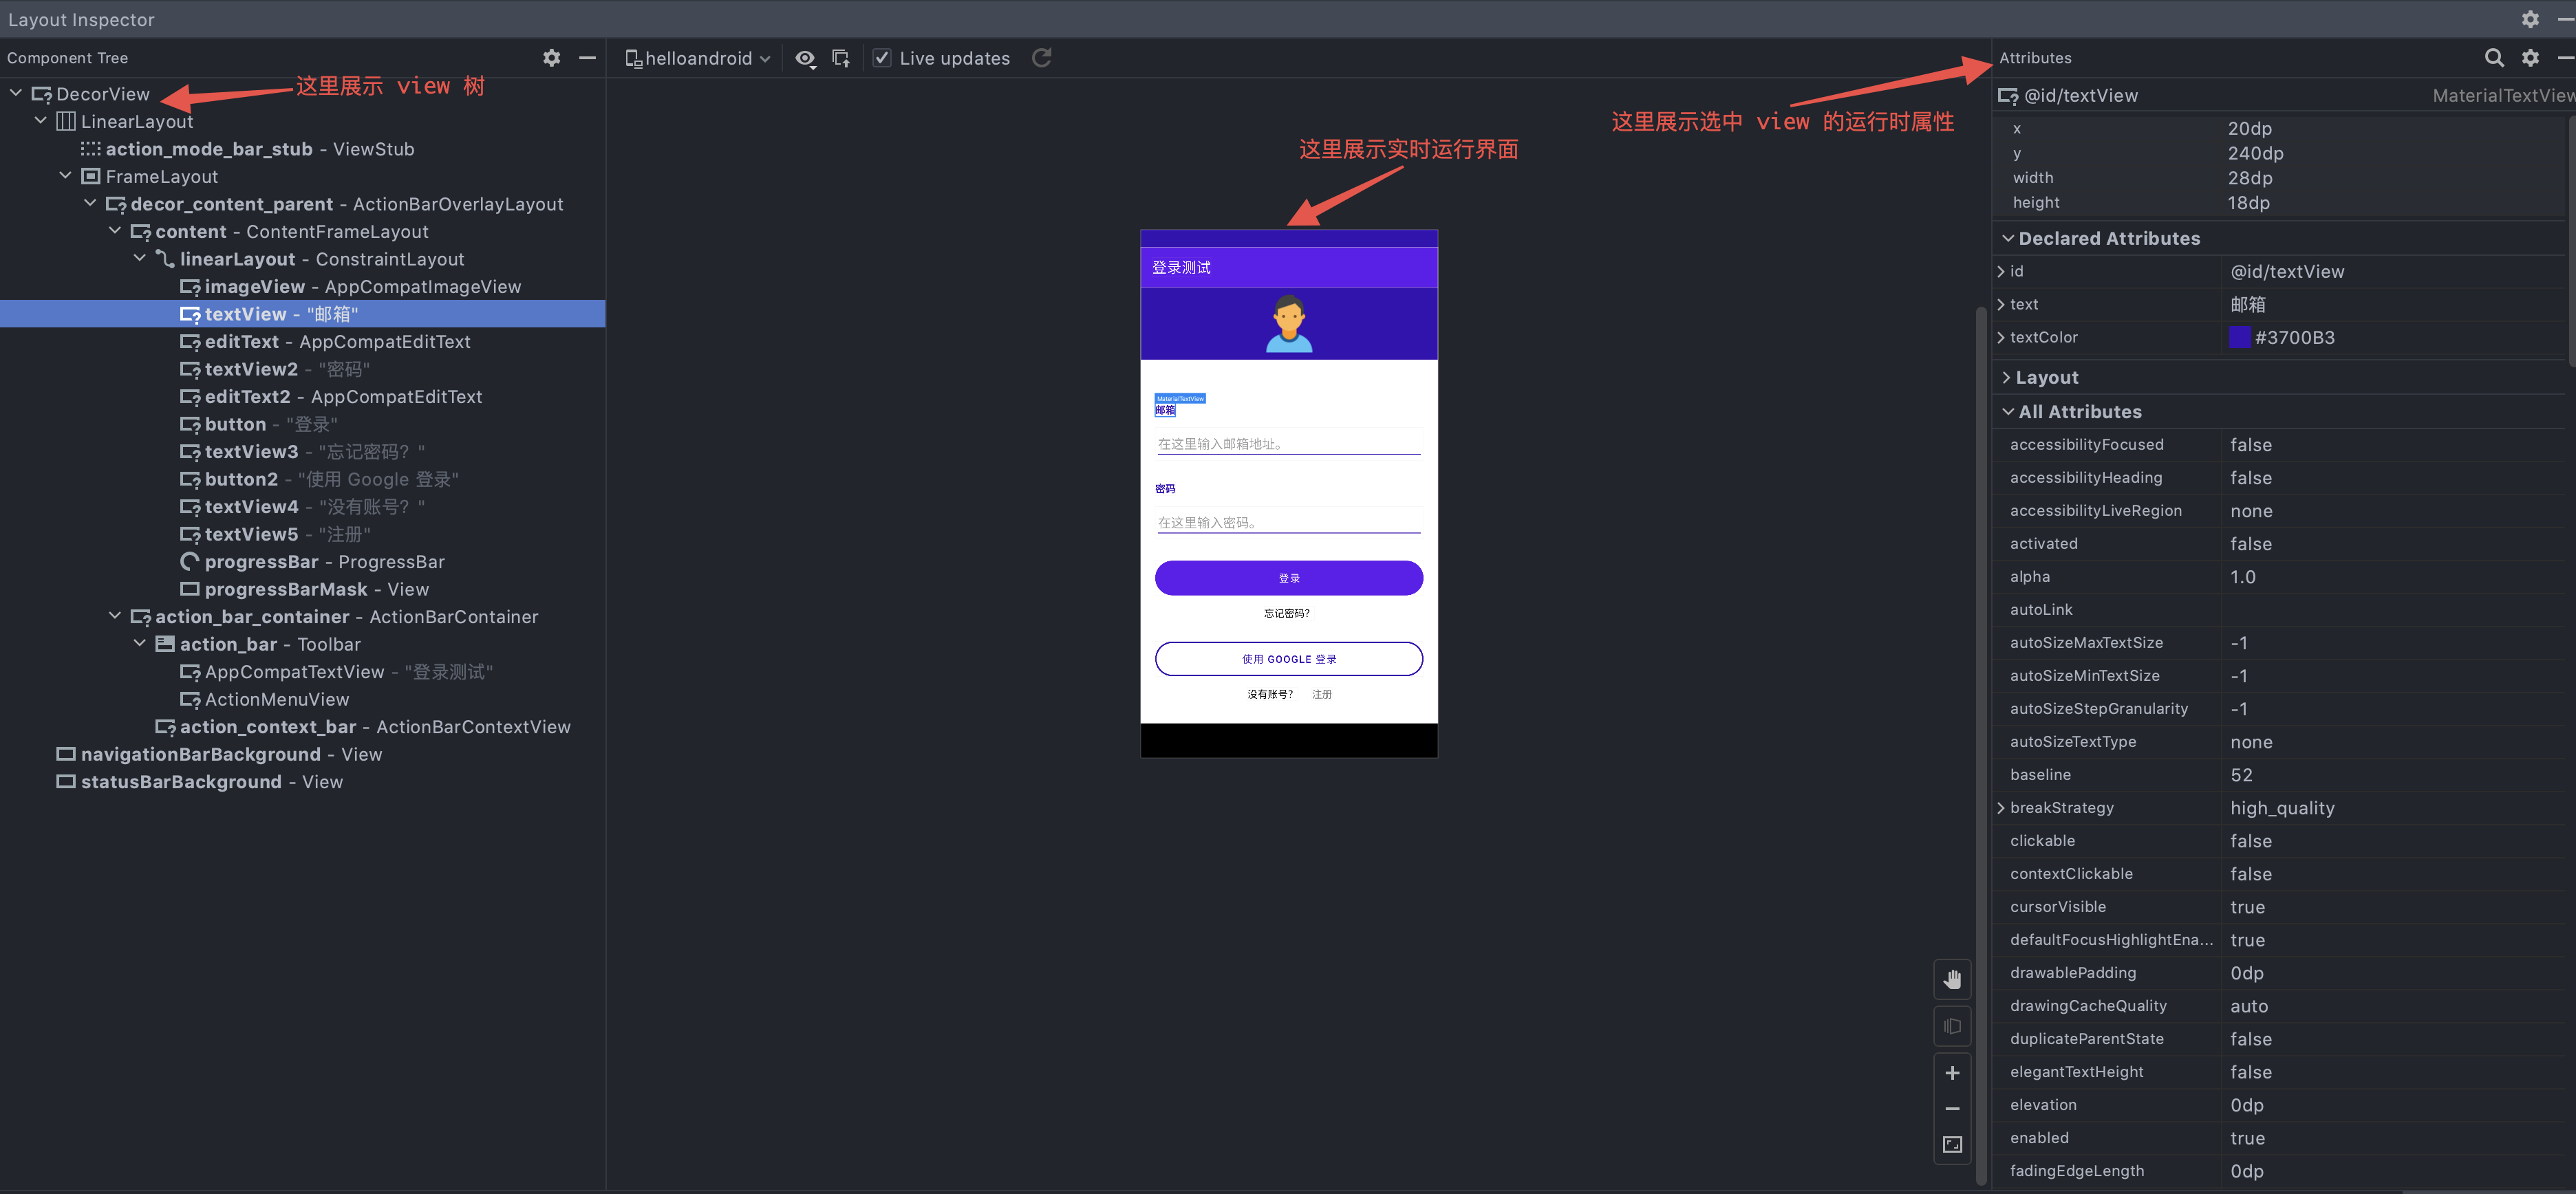 Layout Inspector
Component Tree
helloandroid
Live updates
Attributes
这里展示 view 树
DecorView
LinearLayout
action_mode_bar_stub - ViewStub
FrameLayout
decor_content_parent - ActionBarOverlayLayout
content - ContentFrameLayout
linearLayout - ConstraintLayout
imageView - AppCompatImageView
textView - "邮箱"
editText - AppCompatEditText
textView2 - "密码"
editText2 - AppCompatEditText
button - "登录"
textView3 - "忘记密码？"
button2 - "使用 Google 登录"
textView4 - "没有账号？"
textView5 - "注册"
progressBar - ProgressBar
progressBarMask - View
action_bar_container - ActionBarContainer
action_bar - Toolbar
AppCompatTextView - "登录测试"
ActionMenuView
action_context_bar - ActionBarContextView
navigationBarBackground - View
statusBarBackground - View
这里展示实时运行界面
登录测试
MaterialTextView
邮箱
在这里输入邮箱地址。
密码
在这里输入密码。
登录
忘记密码？
使用 GOOGLE 登录
没有账号？ 注册
这里展示选中 view 的运行时属性
@id/textView MaterialTextView
x 20dp
y 240dp
width 28dp
height 18dp
Declared Attributes
id @id/textView
text 邮箱
textColor #3700B3
Layout
All Attributes
accessibilityFocused false
accessibilityHeading false
accessibilityLiveRegion none
activated false
alpha 1.0
autoLink
autoSizeMaxTextSize -1
autoSizeMinTextSize -1
autoSizeStepGranularity -1
autoSizeTextType none
baseline 52
breakStrategy high_quality
clickable false
contextClickable false
cursorVisible true
defaultFocusHighlightEna... true
drawablePadding 0dp
drawingCacheQuality auto
duplicateParentState false
elegantTextHeight false
elevation 0dp
enabled true
fadingEdgeLength 0dp